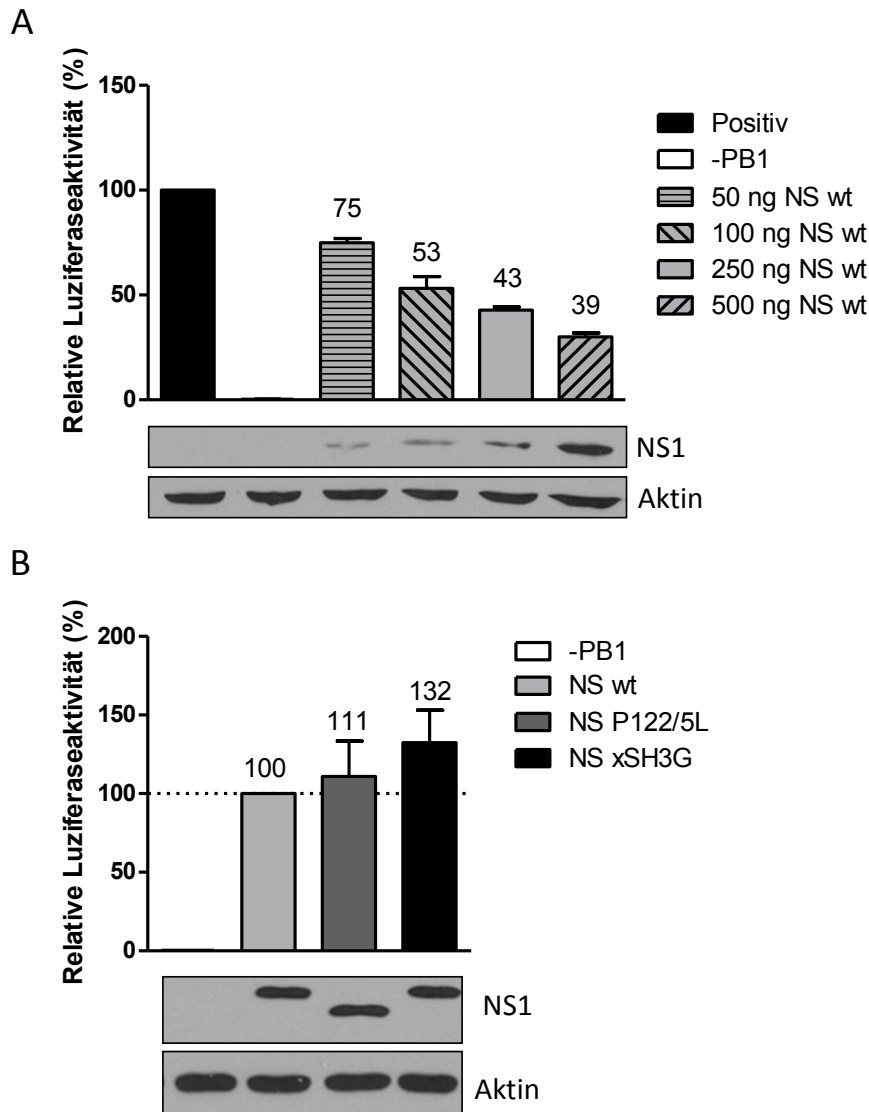 A
Relative Luziferaseaktivität (%)
150
100
50
0
75
53
43
39
Positiv
-PB1
50 ng NS wt
100 ng NS wt
250 ng NS wt
500 ng NS wt
NS1
Aktin
B
Relative Luziferaseaktivität (%)
200
150
100
50
0
100
111
132
-PB1
NS wt
NS P122/5L
NS xSH3G
NS1
Aktin